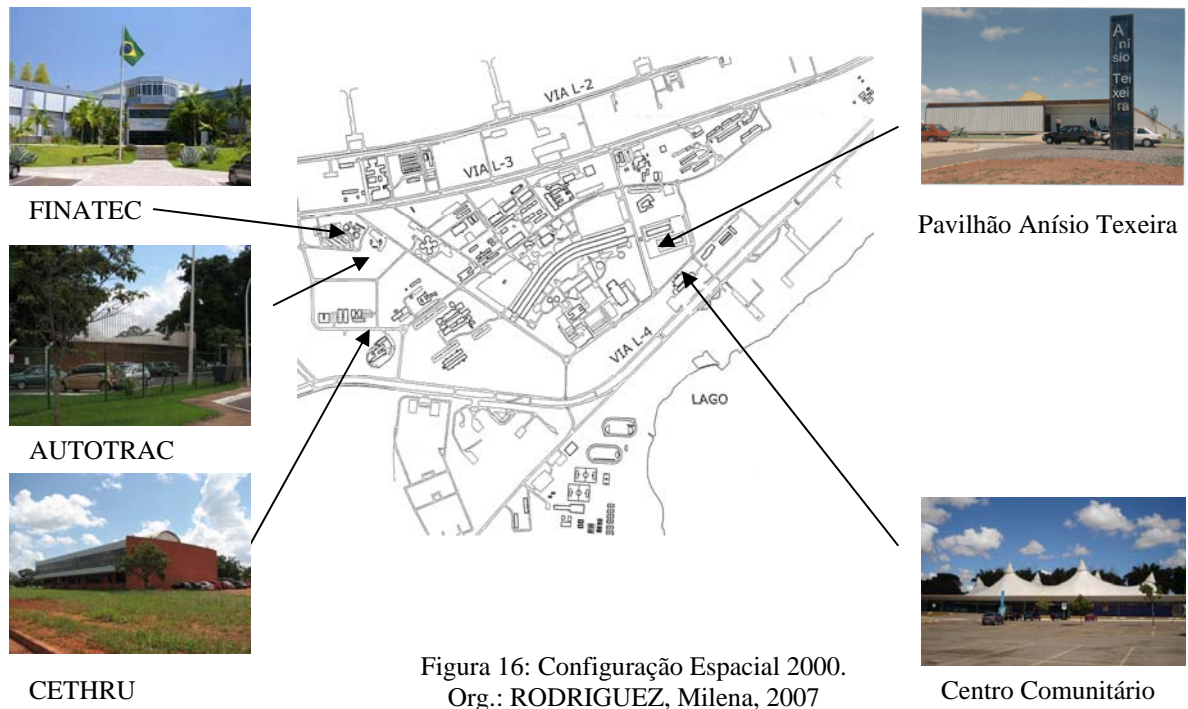 FINATEC
AUTOTRAC
CETHRU
VIA L-2
VIA L-3
VIA L-4
LAGO
A
ní
sio
Tei
xei
ra
Pavilhão Anísio Texeira
Centro Comunitário
Figura 16: Configuração Espacial 2000.
Org.: RODRIGUEZ, Milena, 2007